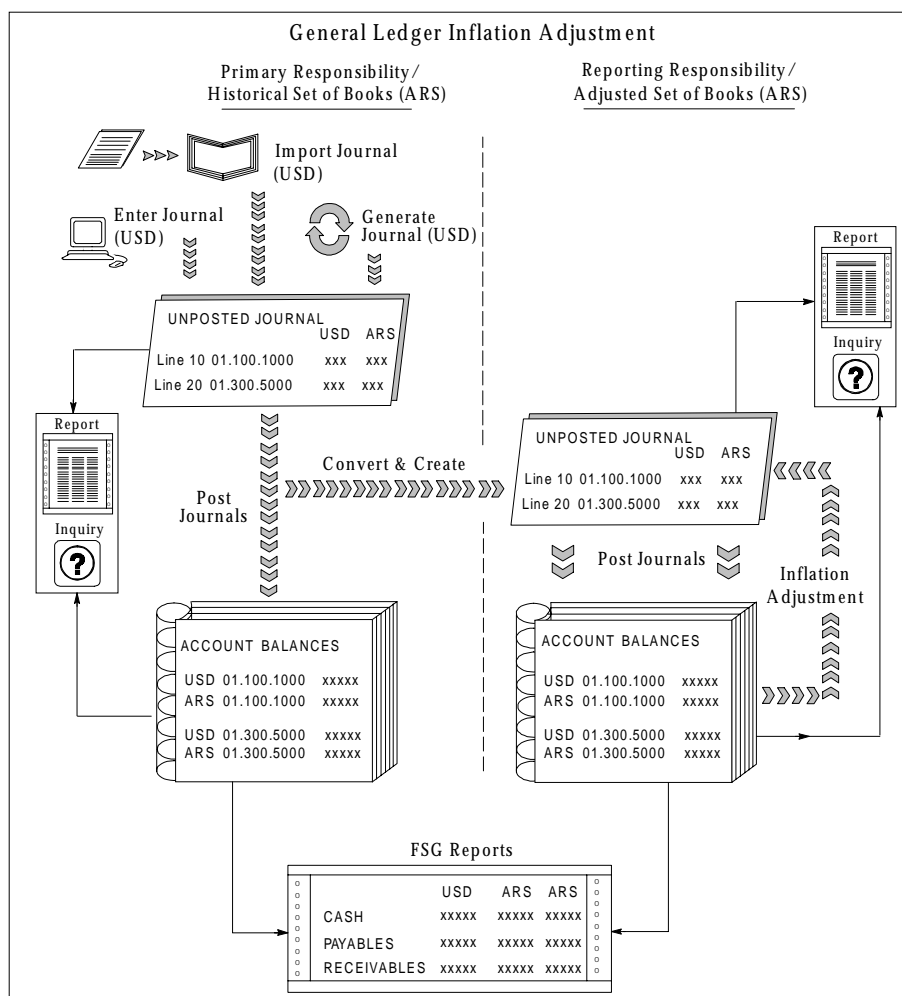 General Ledger Inflation Adjustment
Primary Responsibility/
Historical Set of Books (ARS)
Reporting Responsibility/
Adjusted Set of Books (ARS)
Import Journal
(USD)
Enter Journal
(USD)
Generate
Journal (USD)
UNPOSTED JOURNAL
USD ARS
Line 10 01.100.1000 xxx xxx
Line 20 01.300.5000 xxx xxx
Report
Inquiry
?
Post
Journals
Convert & Create
Report
Inquiry
?
UNPOSTED JOURNAL
USD ARS
Line 10 01.100.1000 xxx xxx
Line 20 01.300.5000 xxx xxx
Post Journals
Inflation
Adjustment
ACCOUNT BALANCES
USD 01.100.1000 xxxxx
ARS 01.100.1000 xxxxx
USD 01.300.5000 xxxxx
ARS 01.300.5000 xxxxx
ACCOUNT BALANCES
USD 01.100.1000 xxxxx
ARS 01.100.1000 xxxxx
USD 01.300.5000 xxxxx
ARS 01.300.5000 xxxxx
FSG Reports
USD ARS ARS
CASH xxxxx xxxxx xxxxx
PAYABLES xxxxx xxxxx xxxxx
RECEIVABLES xxxxx xxxxx xxxxx